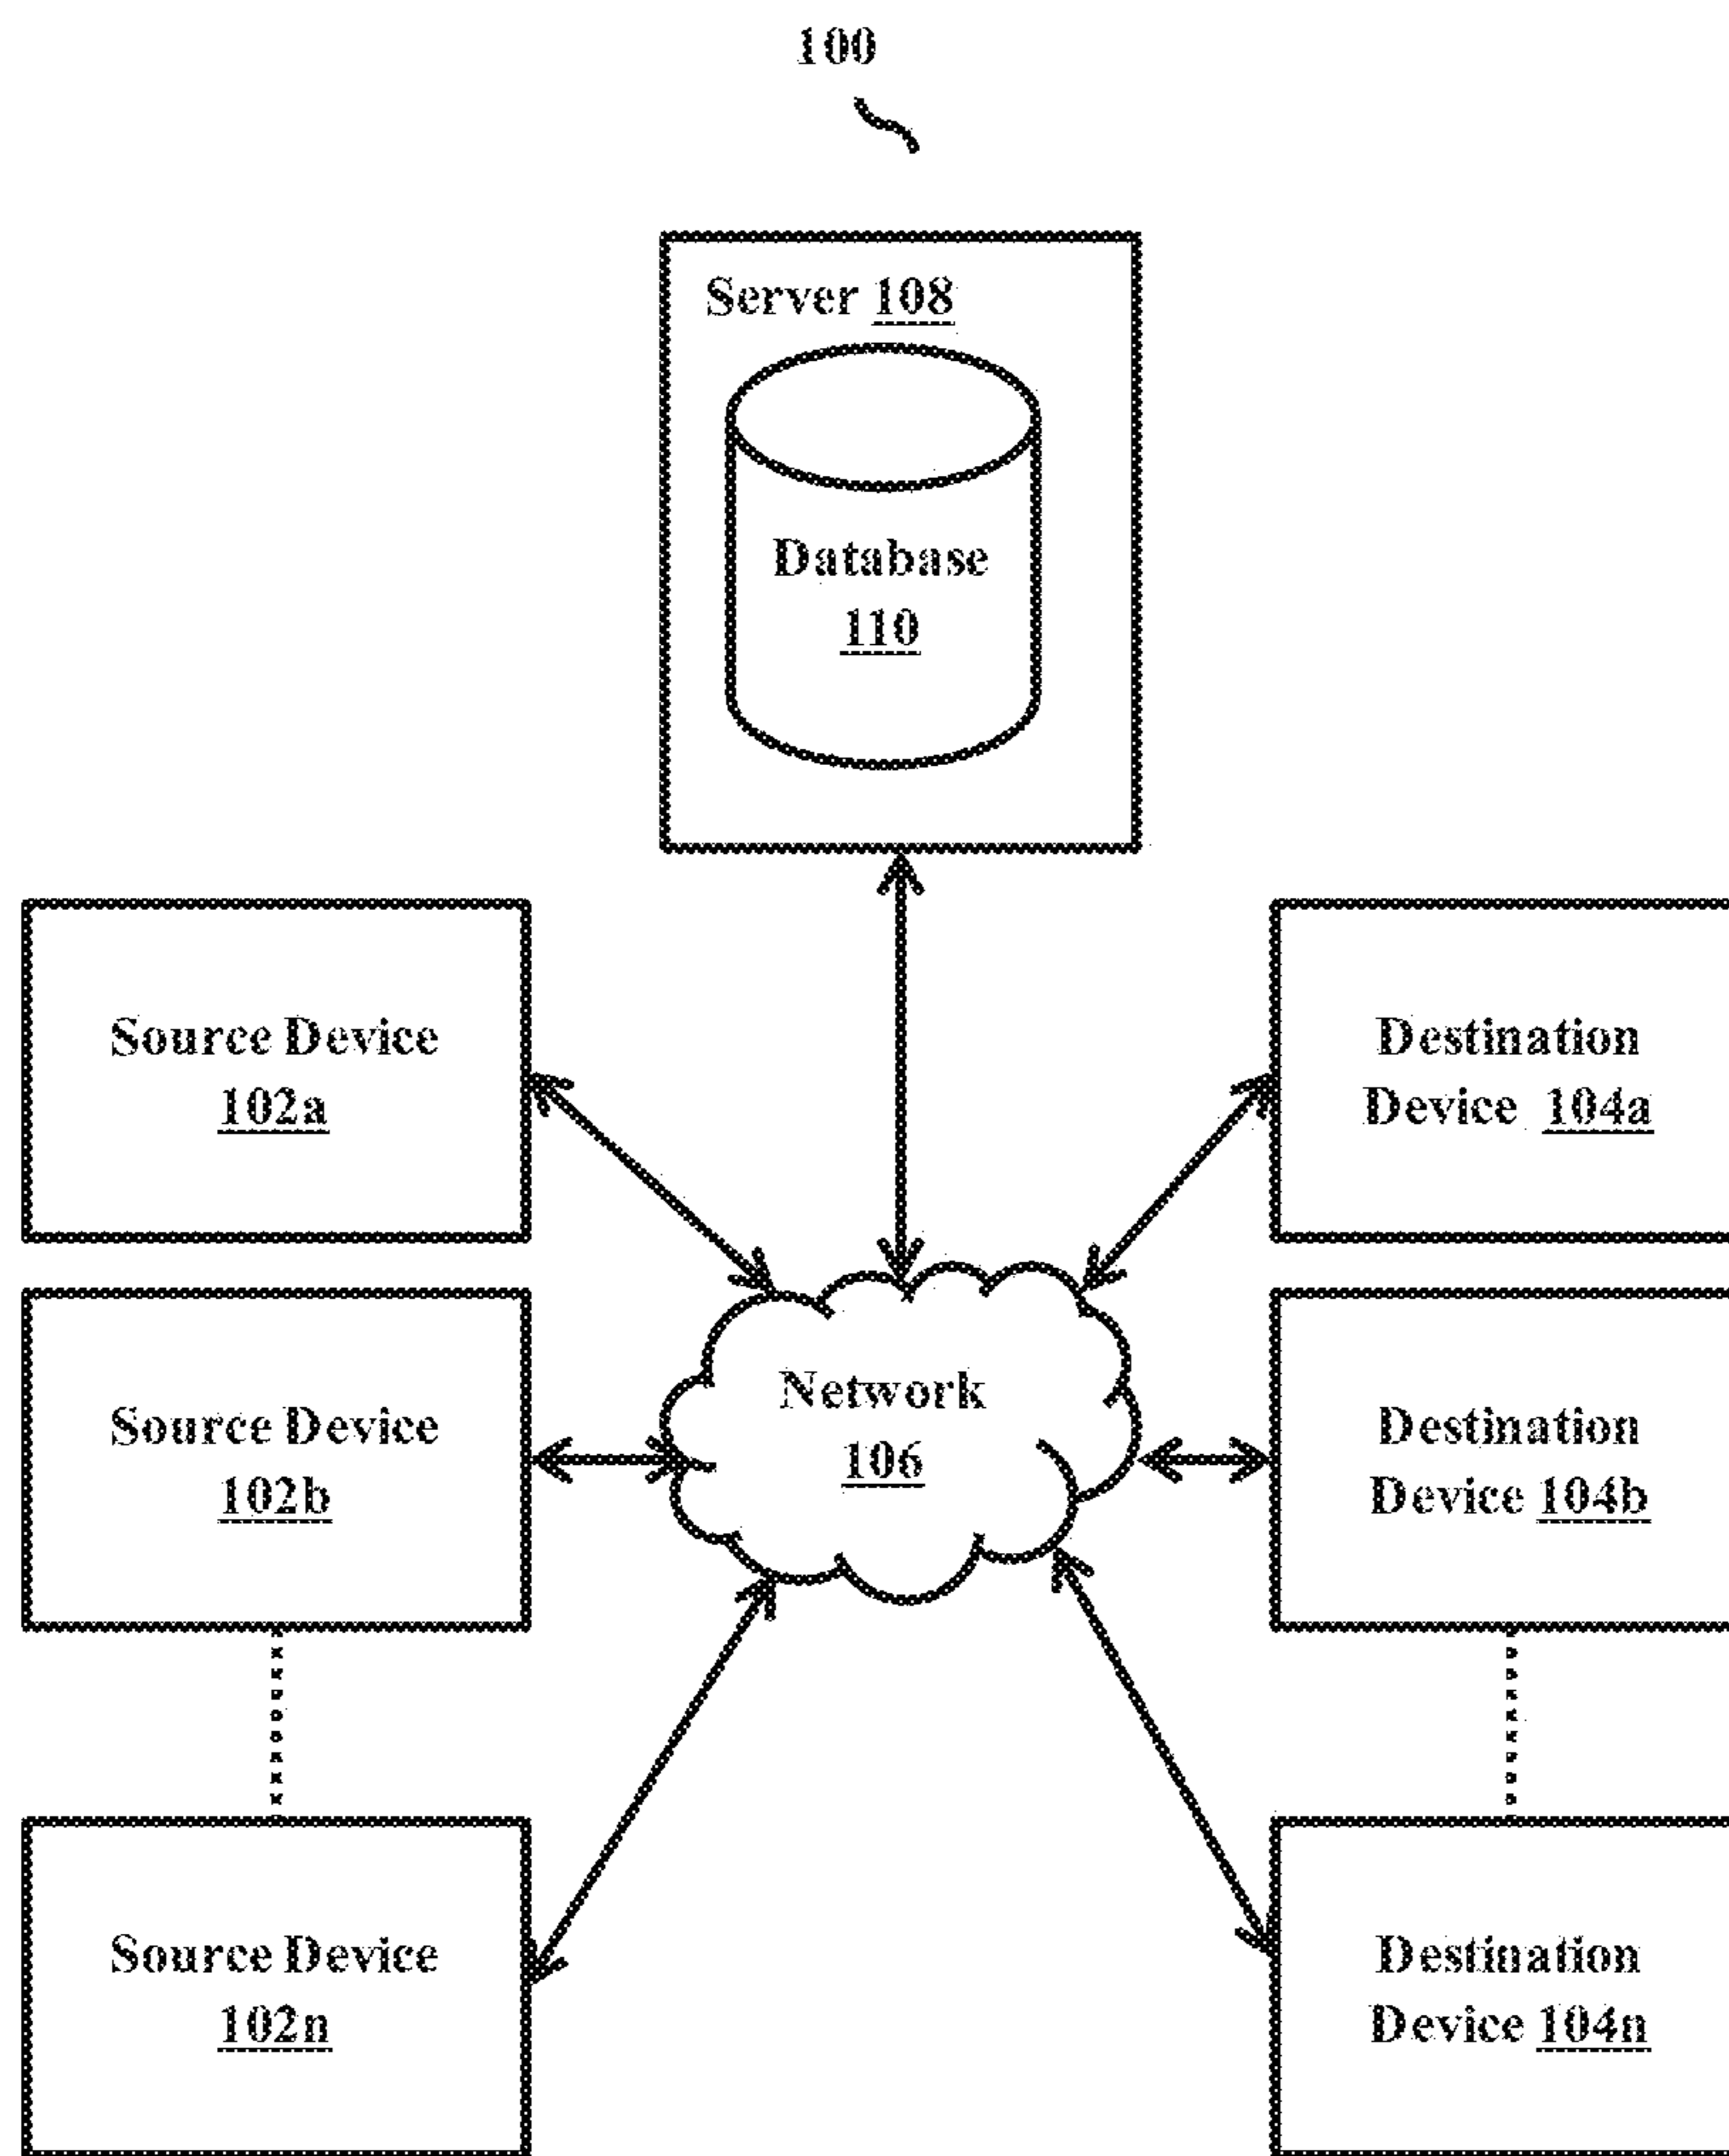 100
Server 108
Database
110
Source Device
102a
Destination
Device 104a
Network
106
Source Device
102b
Destination
Device 104b
Source Device
102n
Destination
Device 104n